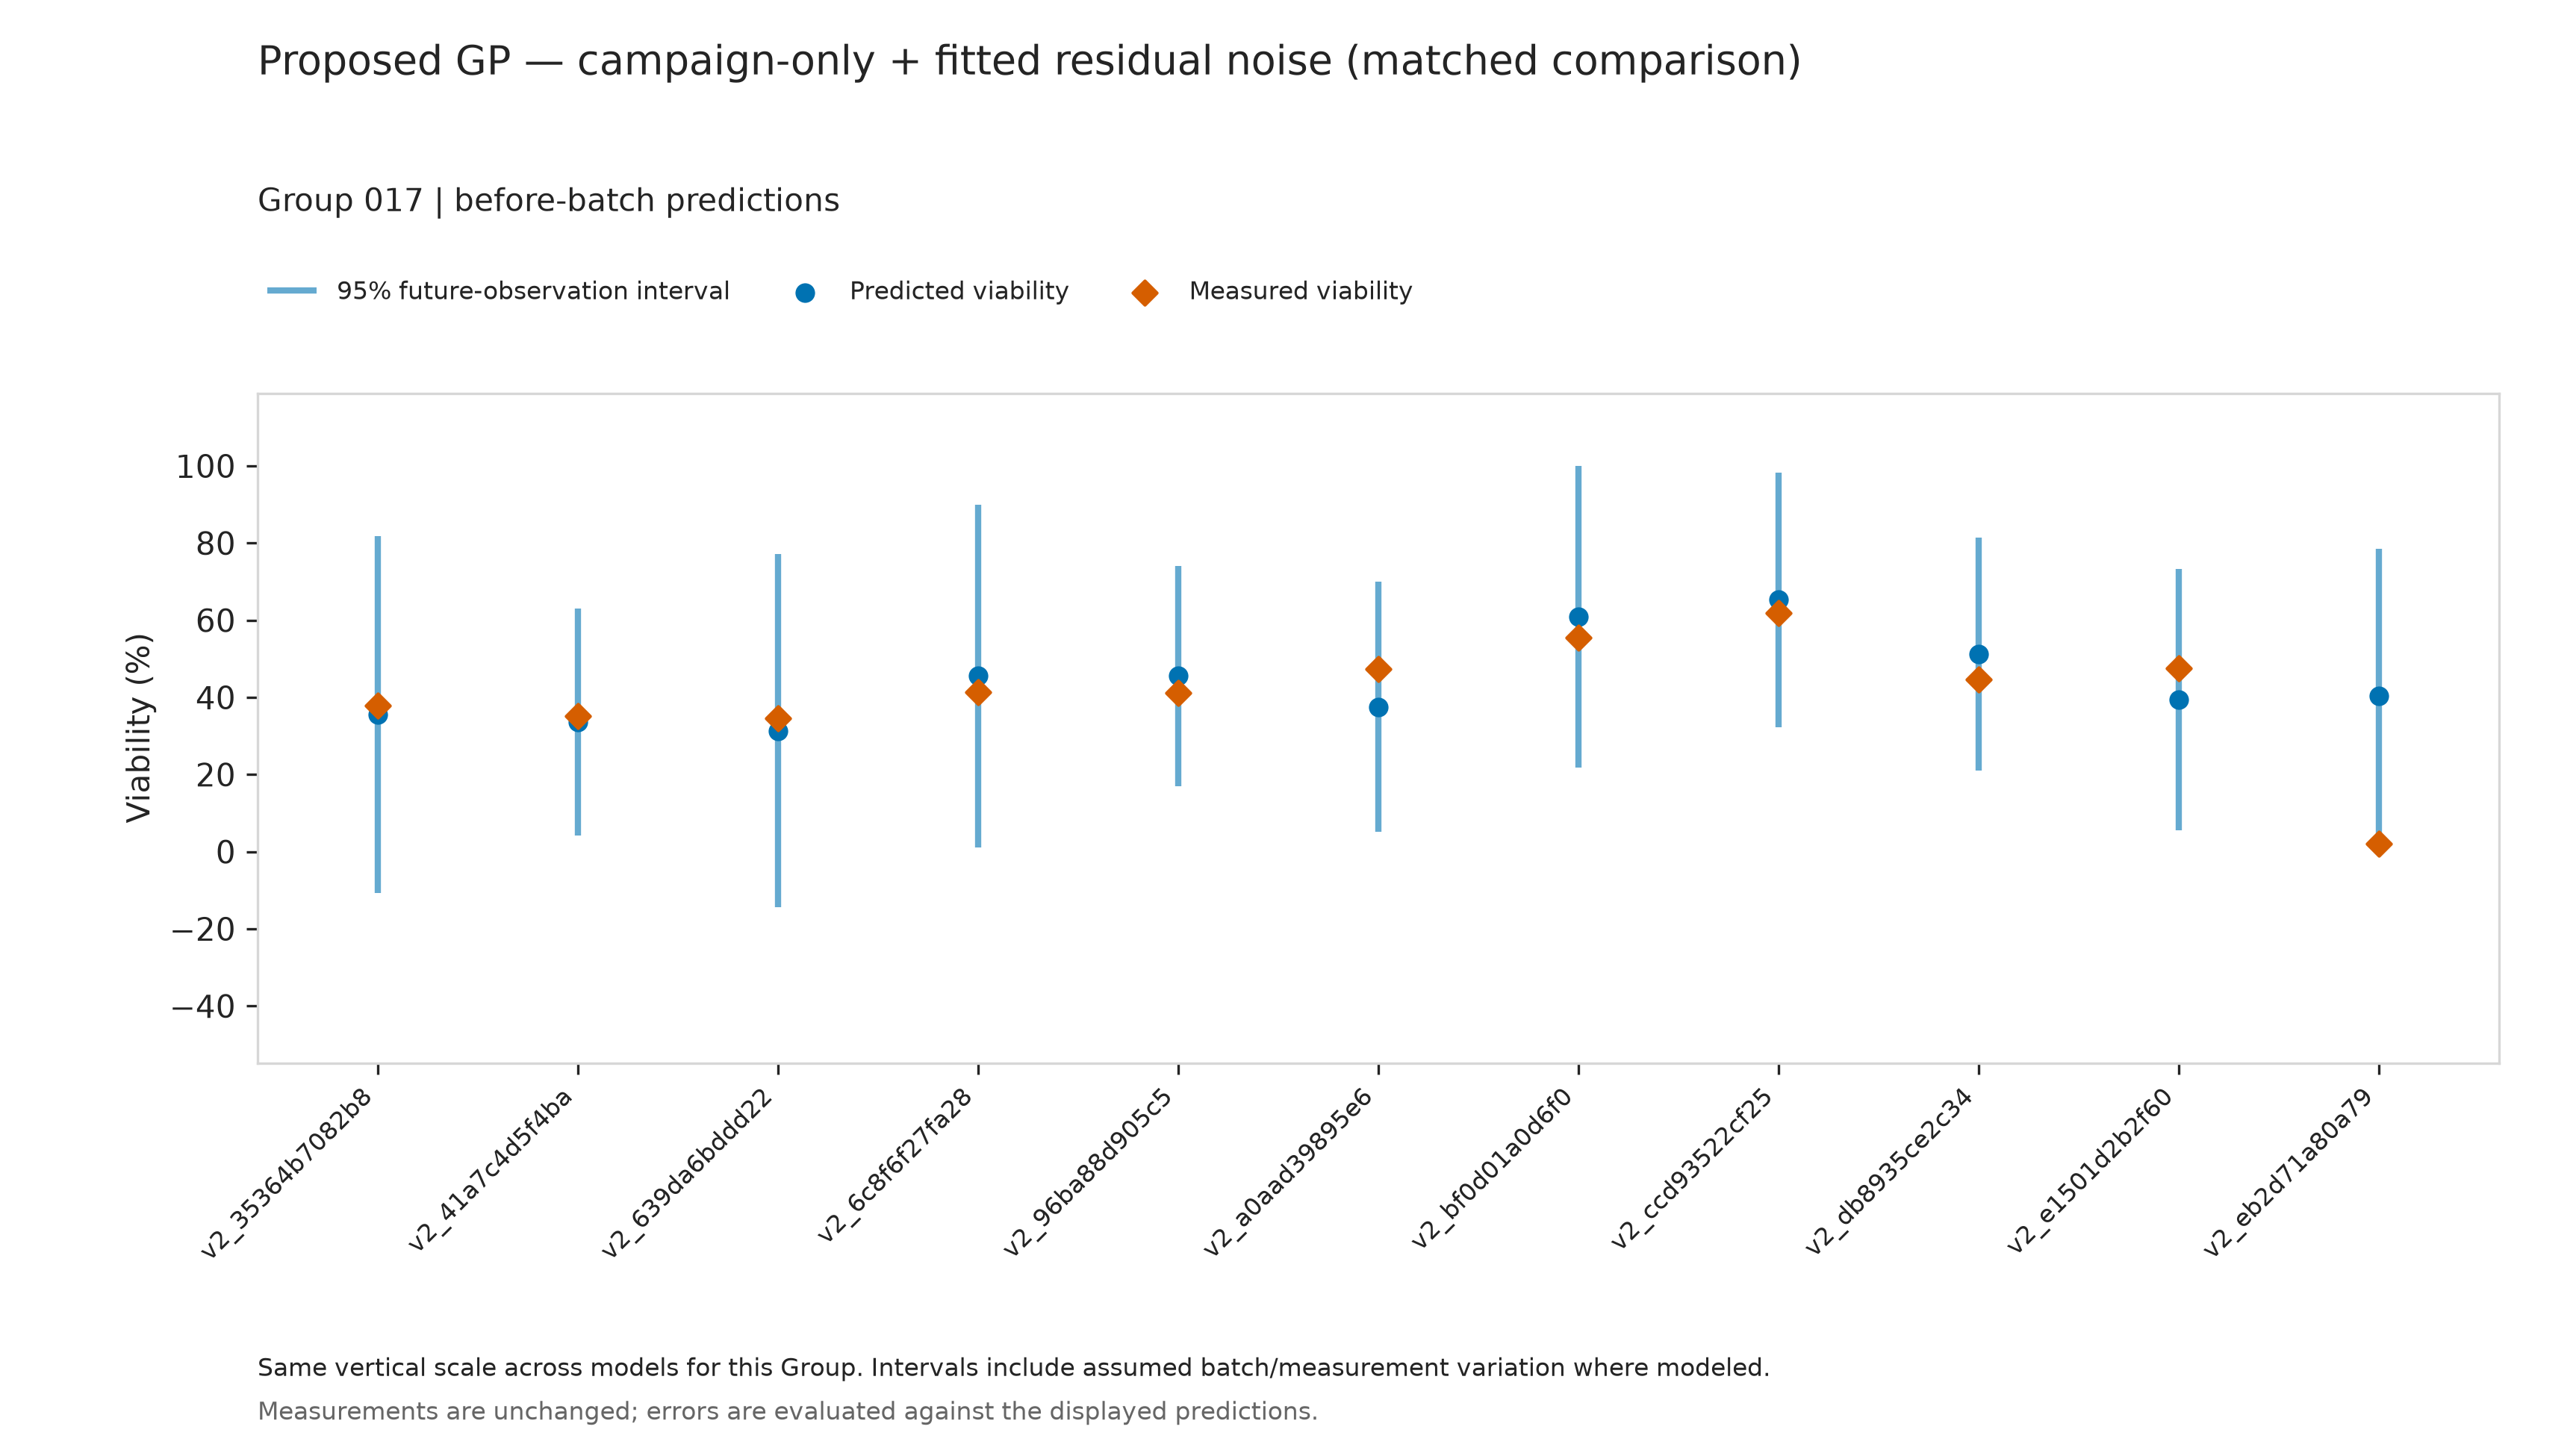 Proposed GP — campaign-only + fitted residual noise (matched comparison)
Group 017 | before-batch predictions
95% future-observation interval
Predicted viability
Measured viability
Viability (%)
100
80
60
40
20
0
−20
−40
v2_35364b7082b8
v2_41a7c4d5f4ba
v2_639da6bddd22
v2_6c8f6f27fa28
v2_96ba88d905c5
v2_a0aad39895e6
v2_bf0d01a0d6f0
v2_ccd93522cf25
v2_db8935ce2c34
v2_e1501d2b2f60
v2_eb2d71a80a79
Same vertical scale across models for this Group. Intervals include assumed batch/measurement variation where modeled.
Measurements are unchanged; errors are evaluated against the displayed predictions.